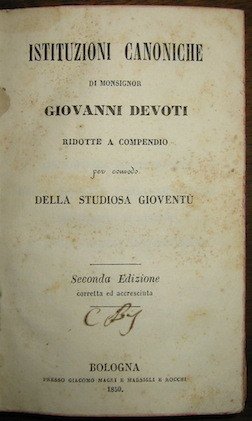 ISTITUZIONI CANONICHE
DI MONSIGNOR
GIOVANNI DEVOTI
RIDOTTE A COMPENDIO
per comodo
DELLA STUDIOSA GIOVENTÙ
Seconda Edizione
corretta ed accresciuta
BOLOGNA
PRESSO GIACOMO MAGRI E MARSIGLI E ROCCHI
1850.